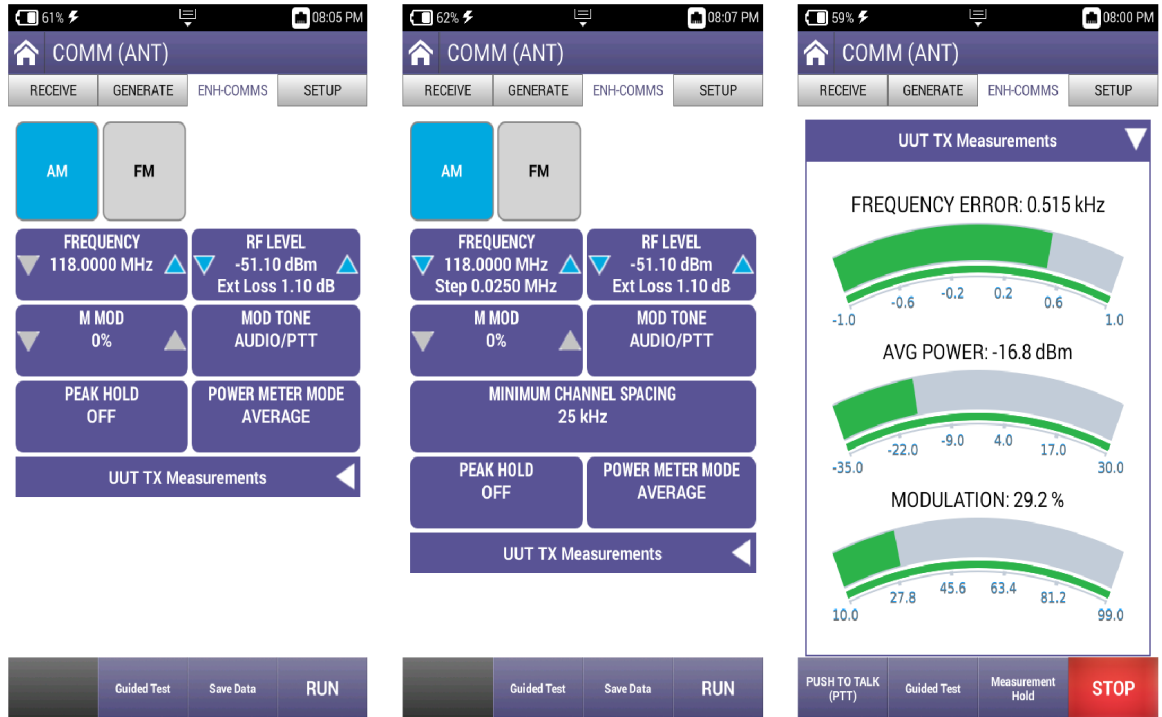 61% 08:05 PM
COMM (ANT)
RECEIVE GENERATE ENH-COMMS SETUP
AM FM
FREQUENCY
118.0000 MHz
RF LEVEL
-51.10 dBm
Ext Loss 1.10 dB
M MOD
0%
MOD TONE
AUDIO/PTT
PEAK HOLD
OFF
POWER METER MODE
AVERAGE
UUT TX Measurements
Guided Test Save Data RUN
62% 08:07 PM
COMM (ANT)
RECEIVE GENERATE ENH-COMMS SETUP
AM FM
FREQUENCY
118.0000 MHz
Step 0.0250 MHz
RF LEVEL
-51.10 dBm
Ext Loss 1.10 dB
M MOD
0%
MOD TONE
AUDIO/PTT
MINIMUM CHANNEL SPACING
25 kHz
PEAK HOLD
OFF
POWER METER MODE
AVERAGE
UUT TX Measurements
Guided Test Save Data RUN
59% 08:00 PM
COMM (ANT)
RECEIVE GENERATE ENH-COMMS SETUP
UUT TX Measurements
FREQUENCY ERROR: 0.515 kHz
-1.0 -0.6 -0.2 0.2 0.6 1.0
AVG POWER: -16.8 dBm
-35.0 -22.0 -9.0 4.0 17.0 30.0
MODULATION: 29.2 %
10.0 27.8 45.6 63.4 81.2 99.0
PUSH TO TALK
(PTT)
Guided Test
Measurement
Hold
STOP